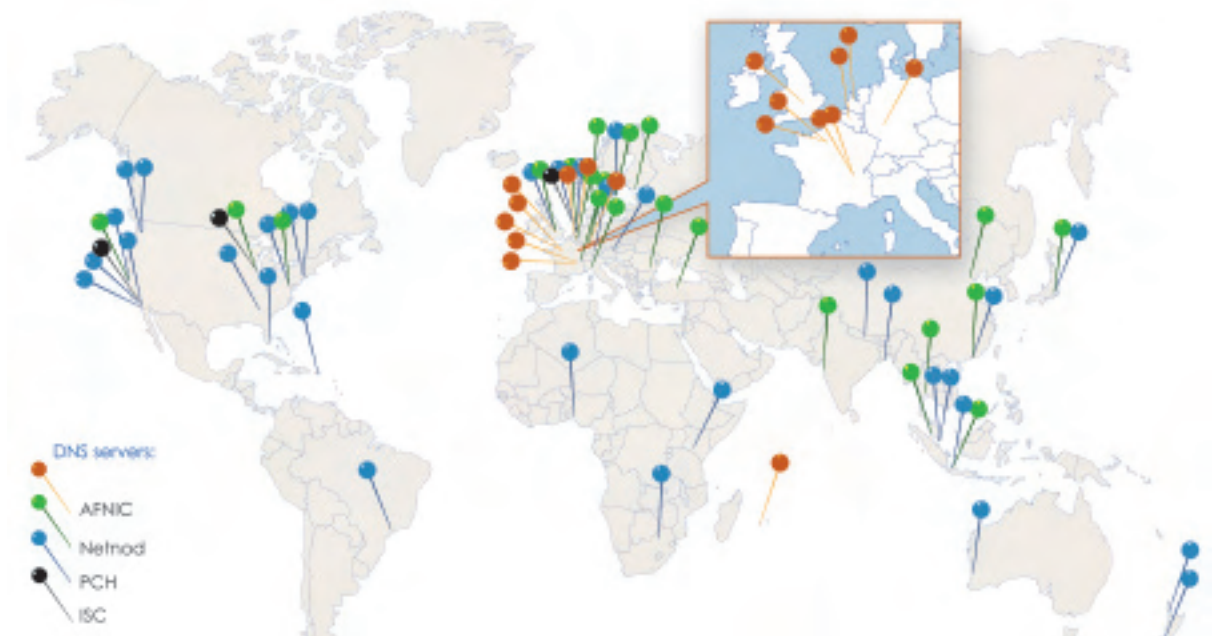 DNS servers:
AFNIC
Netnod
PCH
ISC